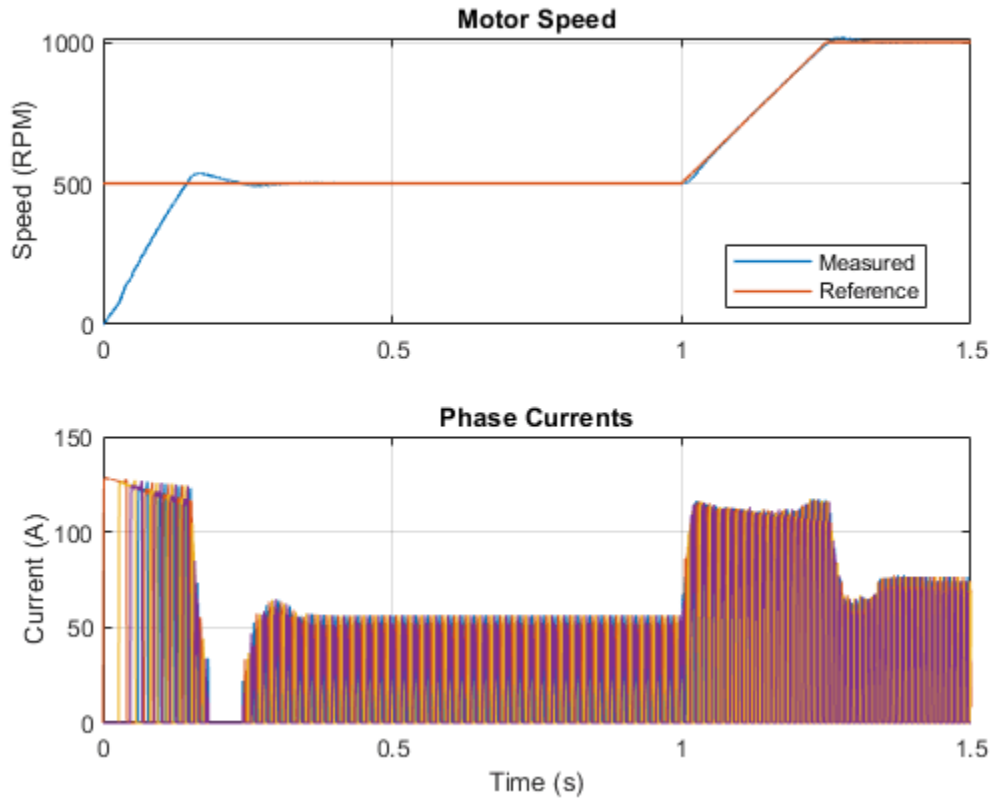 Motor Speed
1000
500
0
Speed (RPM)
Measured
Reference
0 0.5 1 1.5
Phase Currents
150
100
50
0
Current (A)
0 0.5 1 1.5
Time (s)